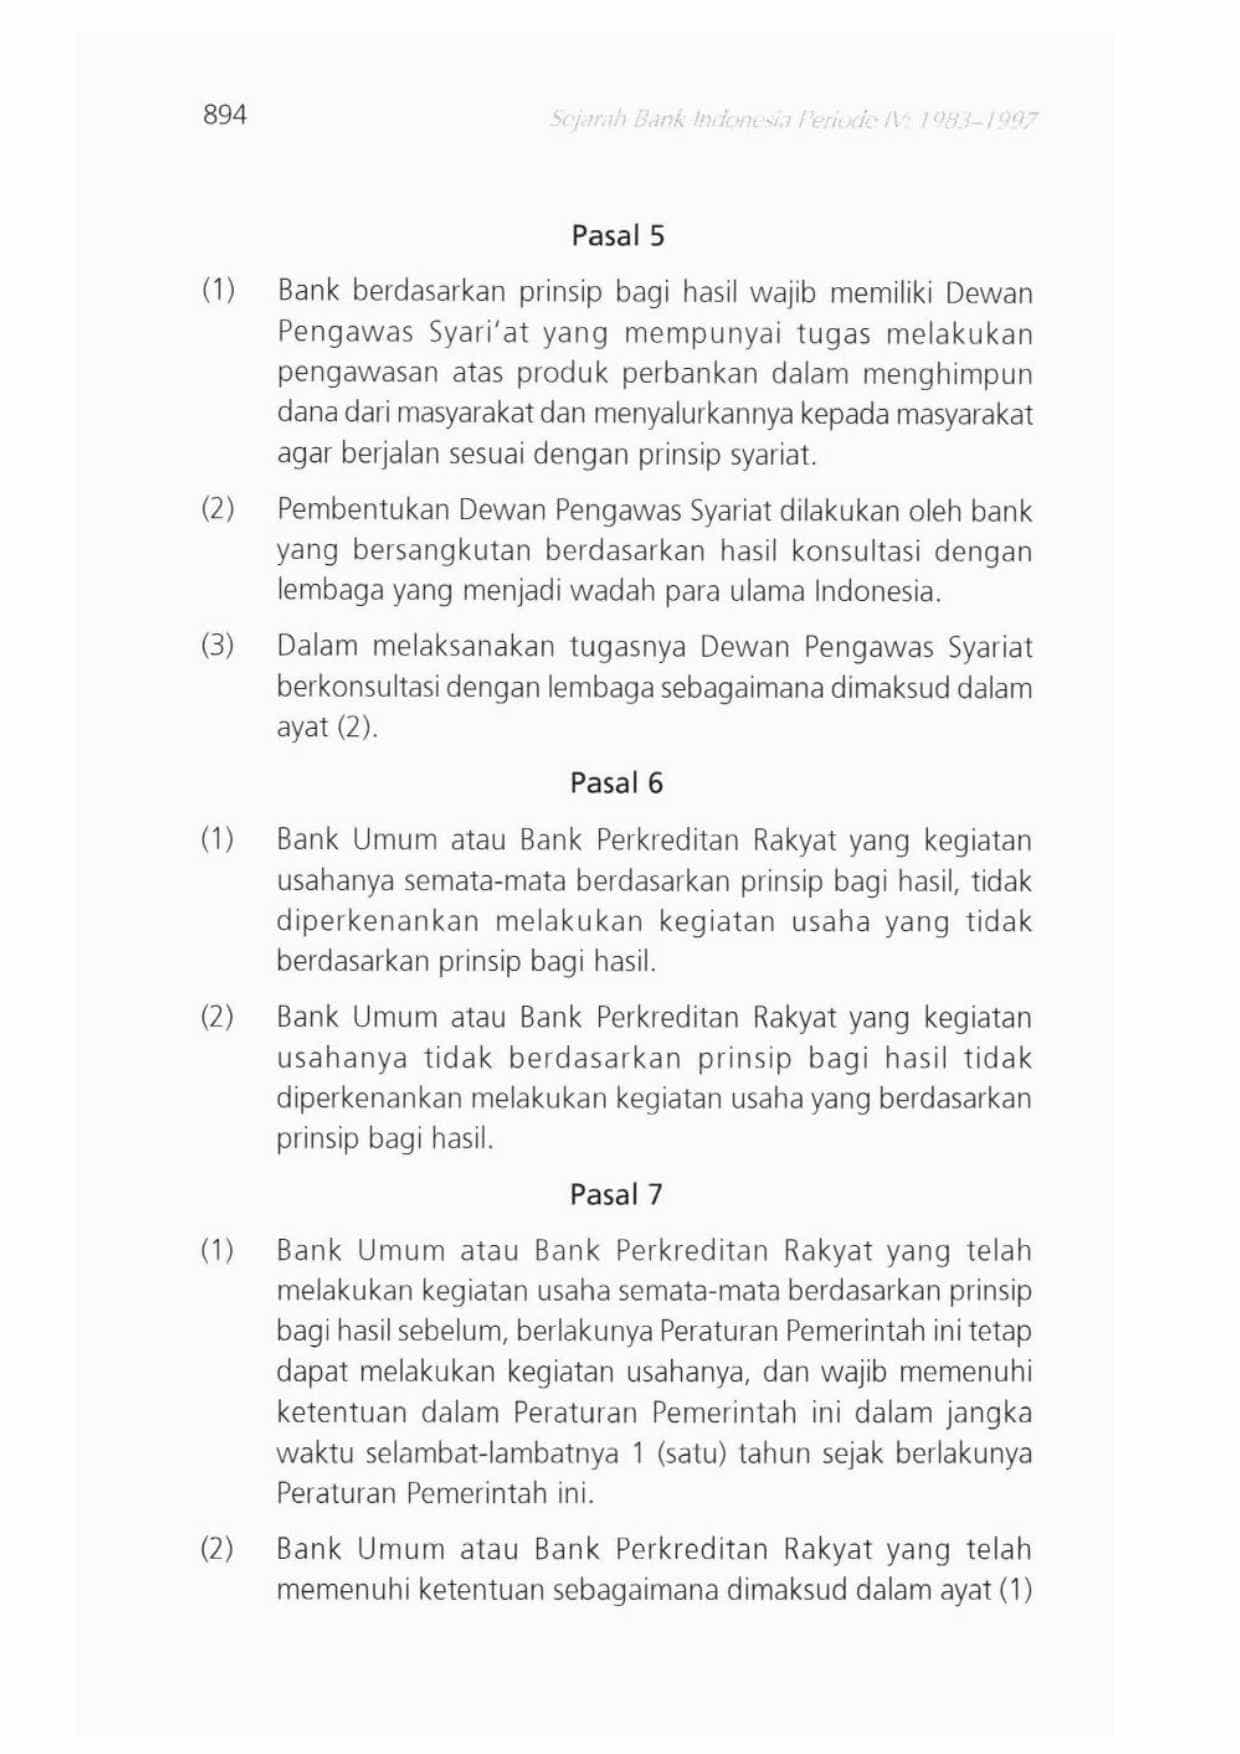 894
Sejarah Bank Indonesia Periode IV: 1983–1997
Pasal 5
(1) Bank berdasarkan prinsip bagi hasil wajib memiliki Dewan
Pengawas Syari'at yang mempunyai tugas melakukan
pengawasan atas produk perbankan dalam menghimpun
dana dari masyarakat dan menyalurkannya kepada masyarakat
agar berjalan sesuai dengan prinsip syariat.
(2) Pembentukan Dewan Pengawas Syariat dilakukan oleh bank
yang bersangkutan berdasarkan hasil konsultasi dengan
lembaga yang menjadi wadah para ulama Indonesia.
(3) Dalam melaksanakan tugasnya Dewan Pengawas Syariat
berkonsultasi dengan lembaga sebagaimana dimaksud dalam
ayat (2).
Pasal 6
(1) Bank Umum atau Bank Perkreditan Rakyat yang kegiatan
usahanya semata-mata berdasarkan prinsip bagi hasil, tidak
diperkenankan melakukan kegiatan usaha yang tidak
berdasarkan prinsip bagi hasil.
(2) Bank Umum atau Bank Perkreditan Rakyat yang kegiatan
usahanya tidak berdasarkan prinsip bagi hasil tidak
diperkenankan melakukan kegiatan usaha yang berdasarkan
prinsip bagi hasil.
Pasal 7
(1) Bank Umum atau Bank Perkreditan Rakyat yang telah
melakukan kegiatan usaha semata-mata berdasarkan prinsip
bagi hasil sebelum, berlakunya Peraturan Pemerintah ini tetap
dapat melakukan kegiatan usahanya, dan wajib memenuhi
ketentuan dalam Peraturan Pemerintah ini dalam jangka
waktu selambat-lambatnya 1 (satu) tahun sejak berlakunya
Peraturan Pemerintah ini.
(2) Bank Umum atau Bank Perkreditan Rakyat yang telah
memenuhi ketentuan sebagaimana dimaksud dalam ayat (1)